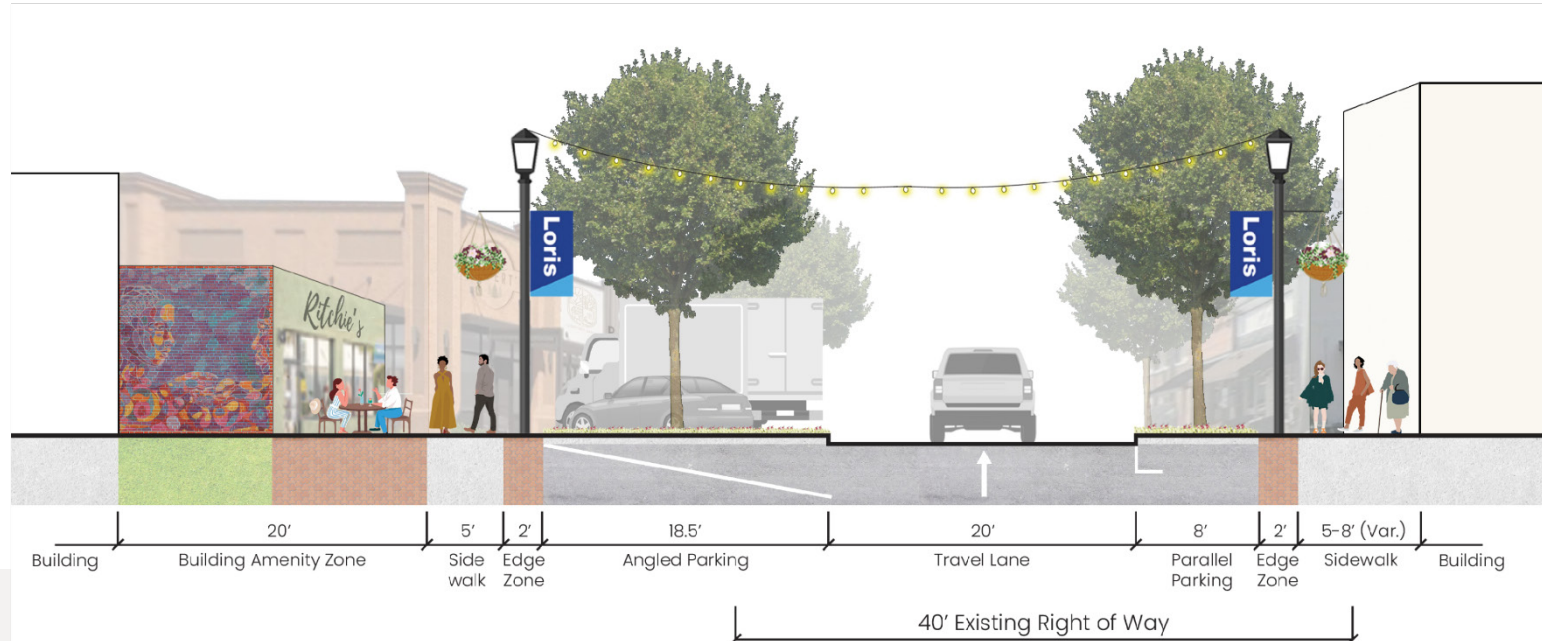 Ritchie's
Loris
Loris
20'
5'
2'
18.5'
20'
8'
2'
5-8' (Var.)
Building
Building Amenity Zone
Side
walk
Edge
Zone
Angled Parking
Travel Lane
Parallel
Parking
Edge
Zone
Sidewalk
Building
40' Existing Right of Way